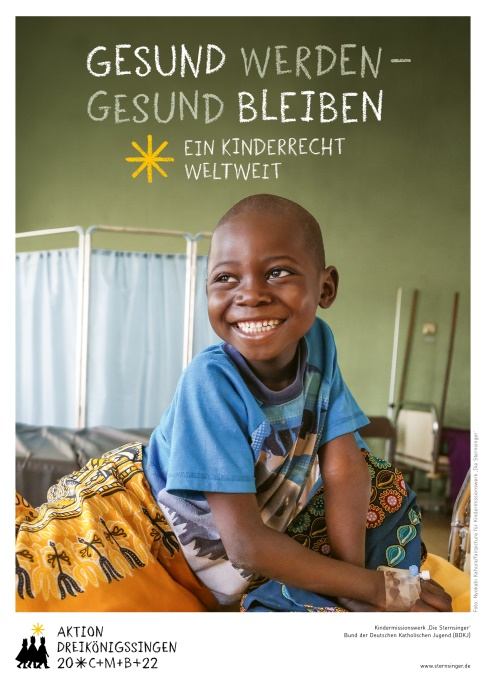 GESUND WERDEN —
GESUND BLEIBEN
EIN KINDERRECHT
WELTWEIT
AKTION
DREIKÖNIGSSINGEN
20*C+M+B+22
Kindermissionswerk ‚Die Sternsinger‘
Bund der Deutschen Katholischen Jugend (BDKJ)
www.sternsinger.de